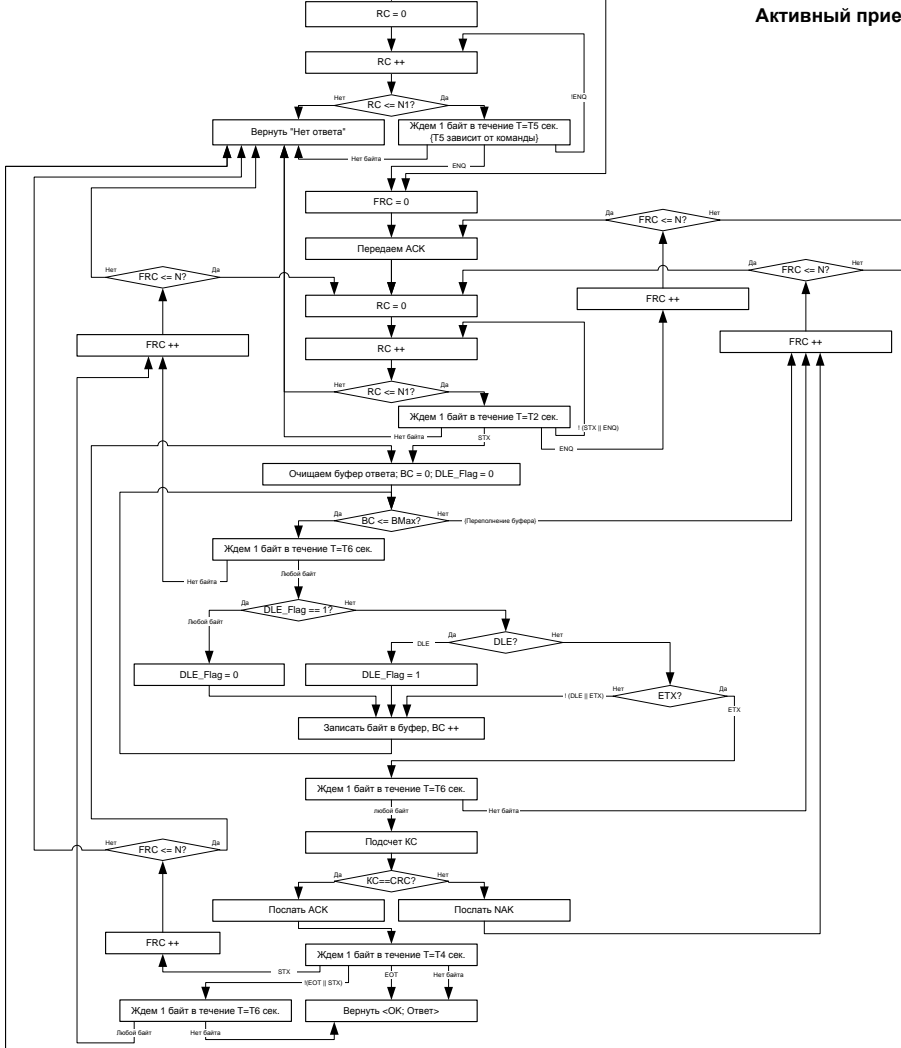 Активный прие
RC = 0
RC ++
!ENQ
Нет
Да
RC <= N1?
Вернуть "Нет ответа"
Ждем 1 байт в течение T=T5 сек.
{T5 зависит от команды}
Нет байта
ENQ
FRC = 0
Да
FRC <= N?
Нет
Передаем ACK
Нет
FRC <= N?
Да
Да
FRC <= N?
Нет
RC = 0
FRC ++
FRC ++
RC ++
FRC ++
Нет
RC <= N1?
Да
Ждем 1 байт в течение T=T2 сек.
! (STX || ENQ)
Нет байта
STX
ENQ
Очищаем буфер ответа; BC = 0; DLE_Flag = 0
Да
BC <= BMax?
Нет
(Переполнение буфера)
Ждем 1 байт в течение T=T6 сек.
Нет байта
Любой байт
Да
DLE_Flag == 1?
Нет
Любой байт
DLE
Да
DLE?
Нет
DLE_Flag = 0
DLE_Flag = 1
! (DLE || ETX)
Нет
ETX?
Да
ETX
Записать байт в буфер, BC ++
Ждем 1 байт в течение T=T6 сек.
любой байт
Нет байта
Подсчет КС
Нет
FRC <= N?
Да
Да
КС==CRC?
Нет
Послать ACK
Послать NAK
FRC ++
Ждем 1 байт в течение T=T4 сек.
STX
!(EOT || STX)
EOT
Нет байта
Ждем 1 байт в течение T=T6 сек.
Вернуть <OK; Ответ>
Любой байт
Нет байта